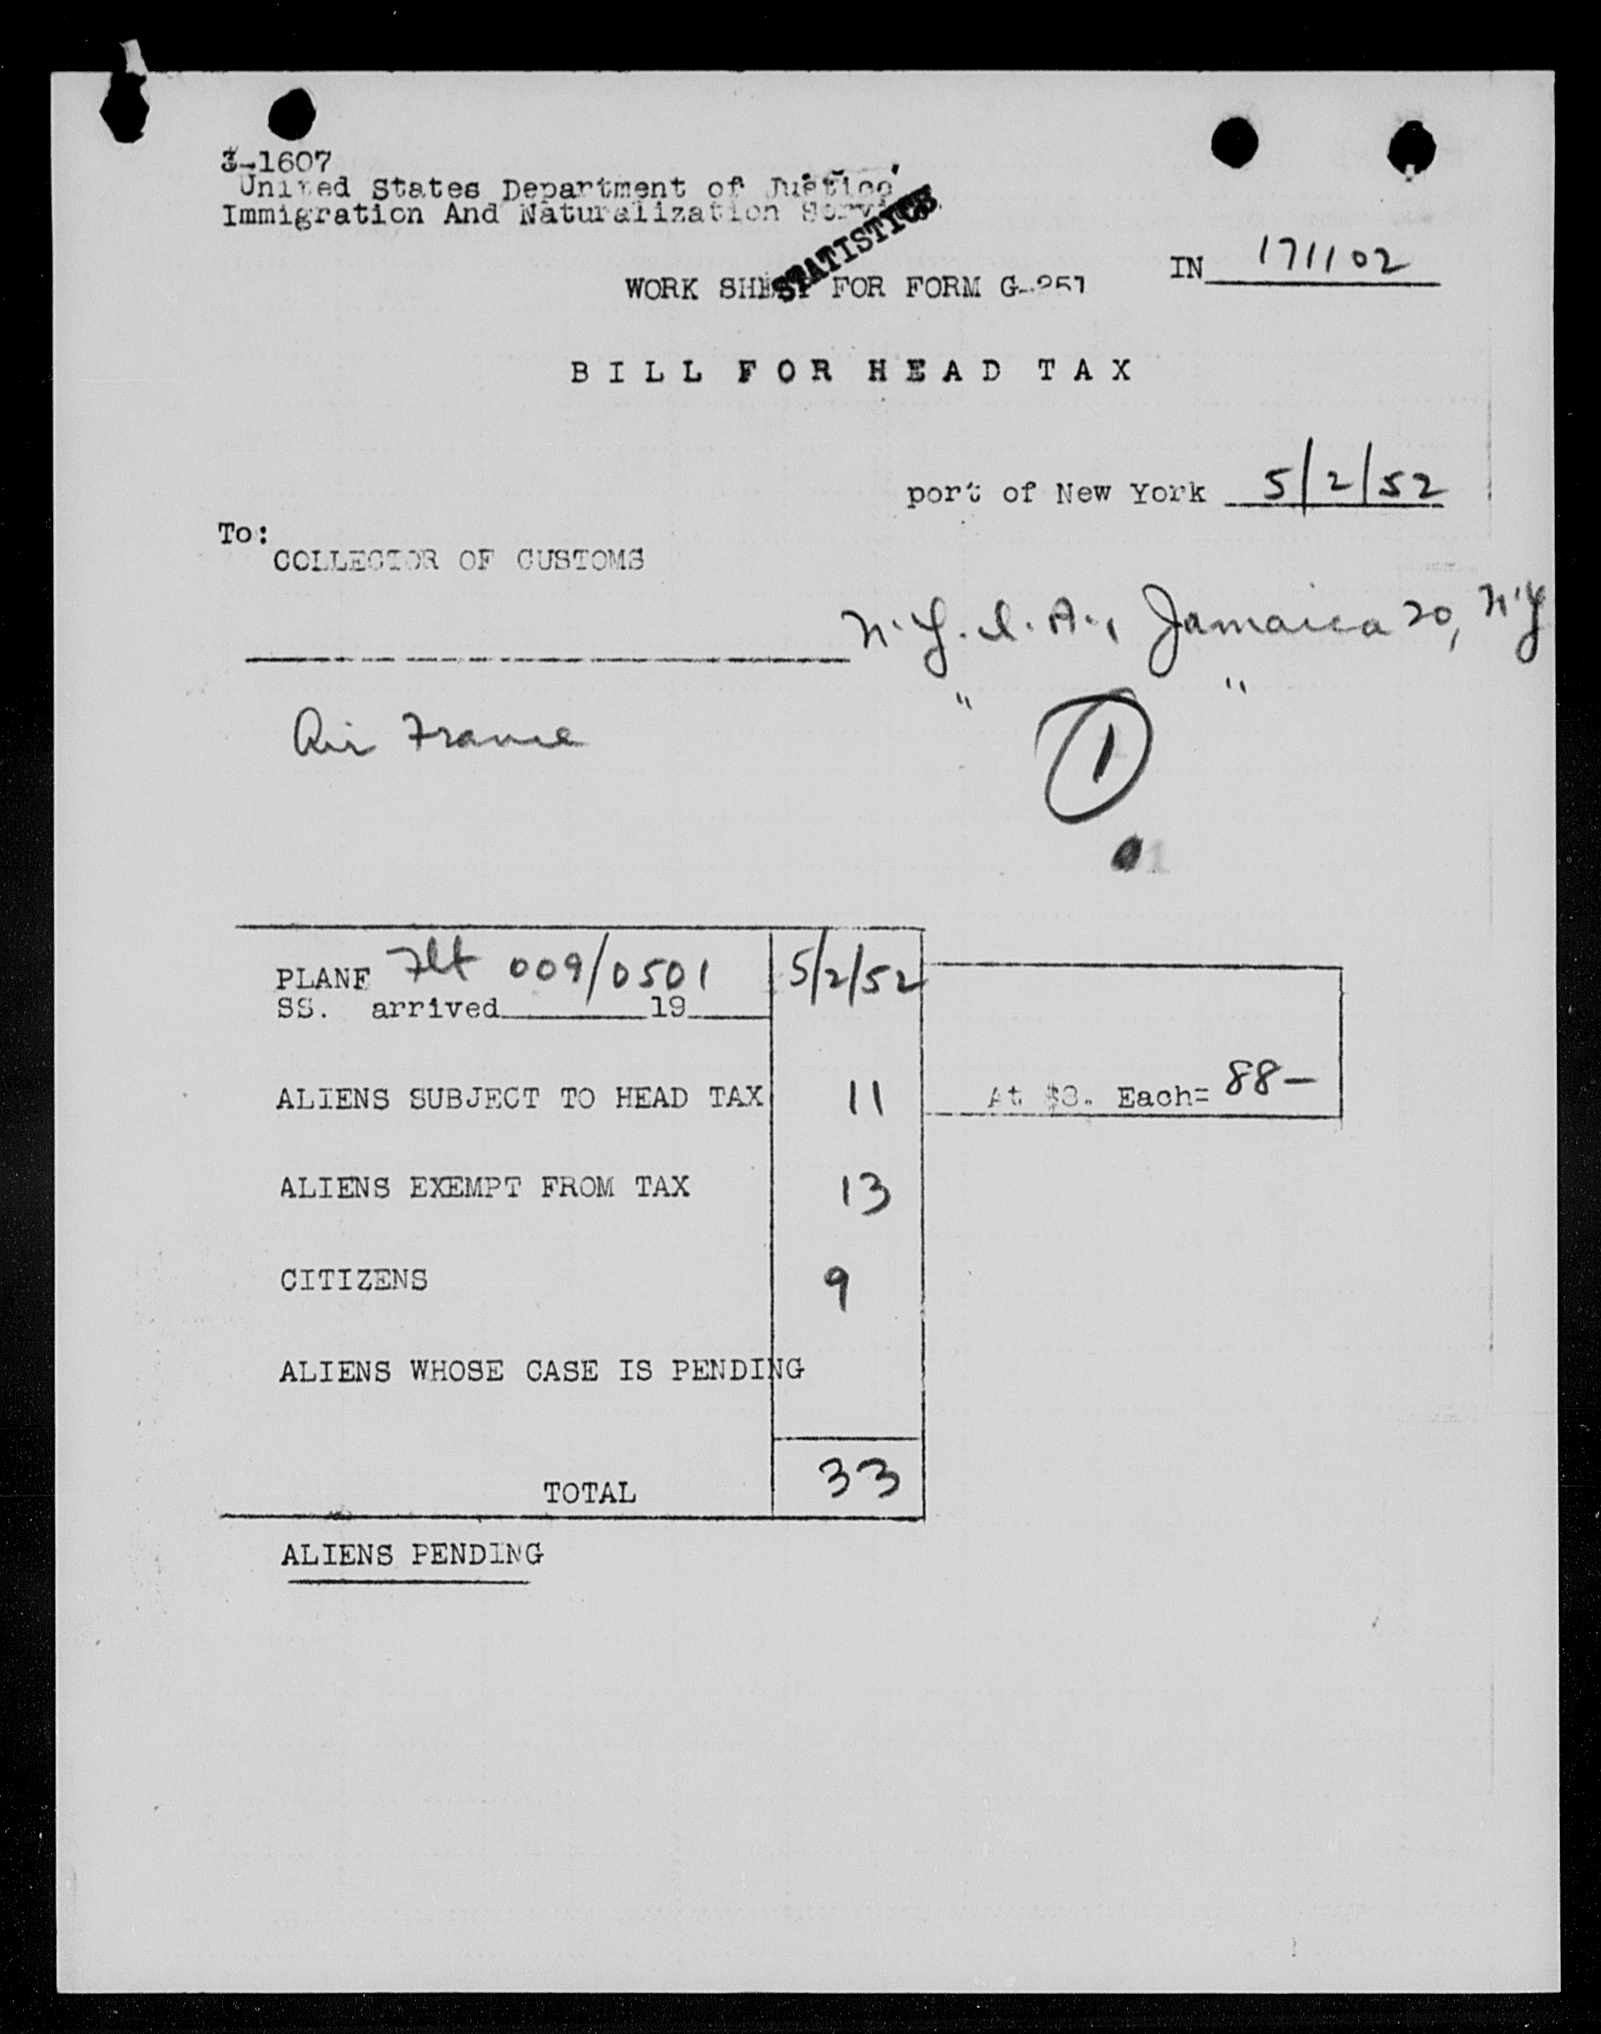 3-1607
United States Department of Justice
Immigration And Naturalization Service
STATISTICS
WORK SHEET FOR FORM G-251
IN 171102
BILL FOR HEAD TAX
port of New York 5/2/52
To:
COLLECTOR OF CUSTOMS
N.Y.I.A., Jamaica 20, N.Y
" "
Air France
1
1
PLANE Flt 009/0501 5/2/52
SS. arrived 19
ALIENS SUBJECT TO HEAD TAX 11 At $8. Each= 88-
ALIENS EXEMPT FROM TAX 13
CITIZENS 9
ALIENS WHOSE CASE IS PENDING
TOTAL 33
ALIENS PENDING